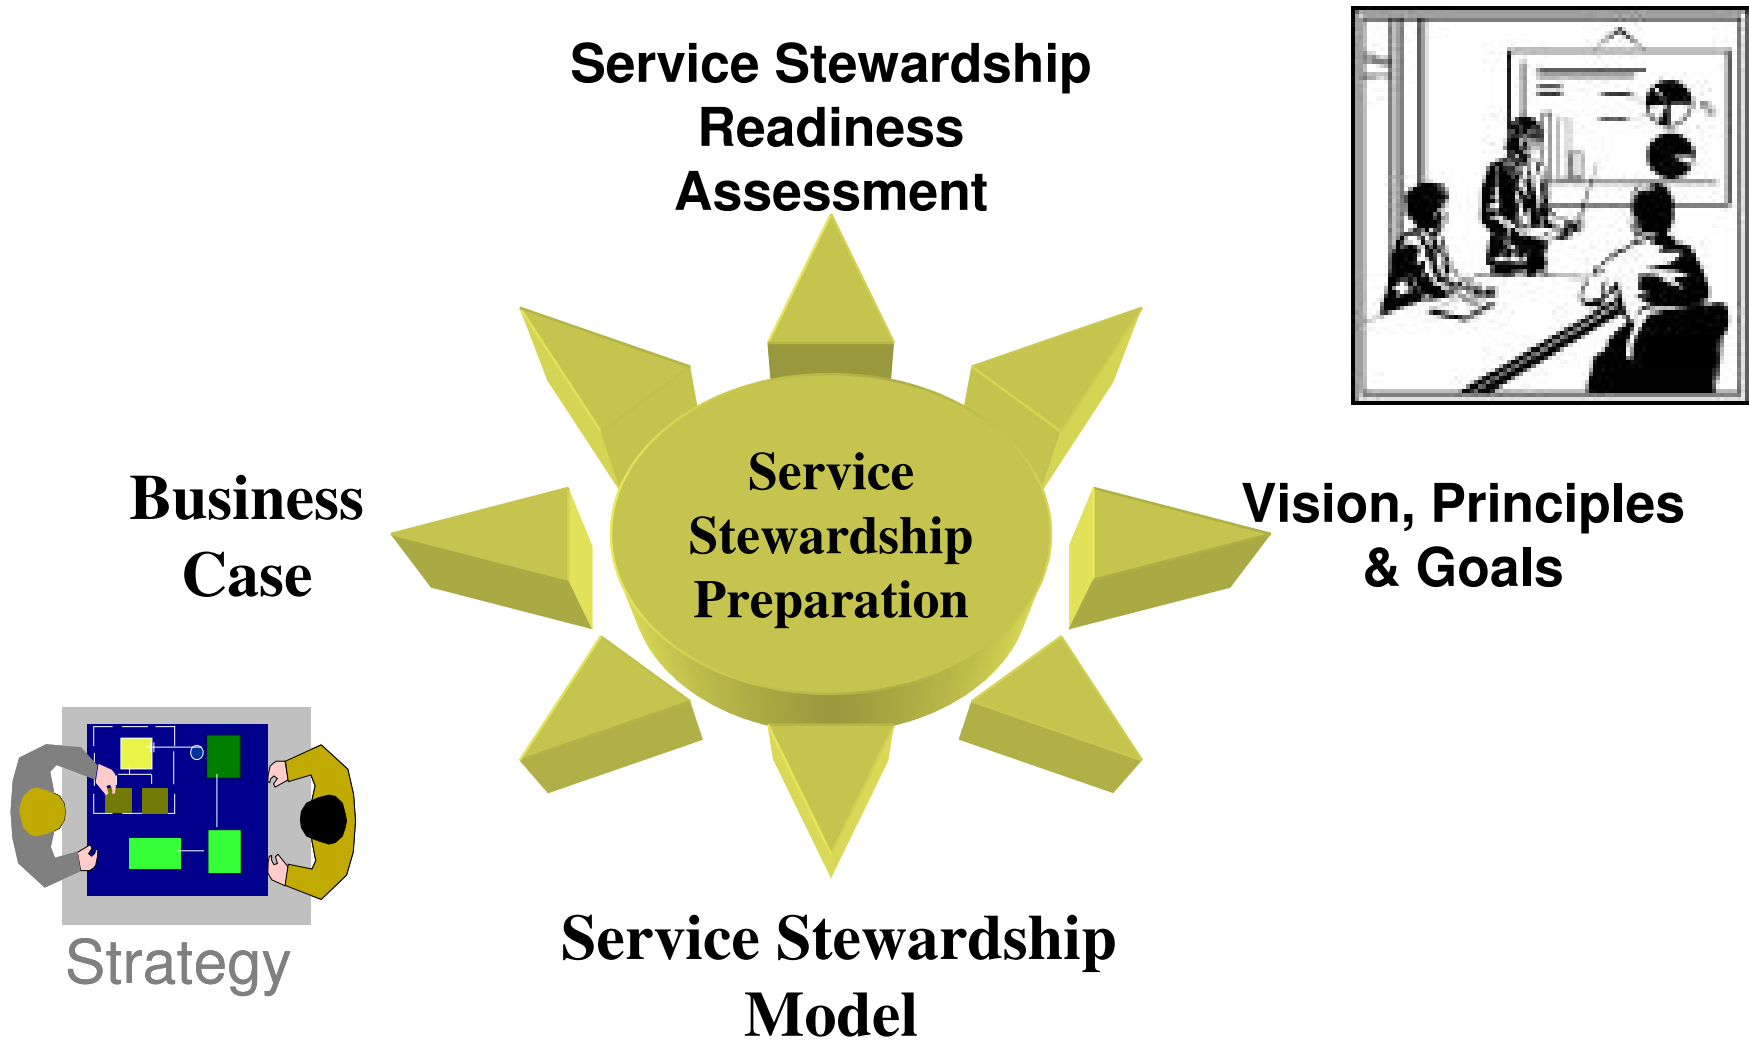 Service Stewardship
Readiness
Assessment
Business
Case
Service
Stewardship
Preparation
Vision, Principles
& Goals
Strategy
Service Stewardship
Model